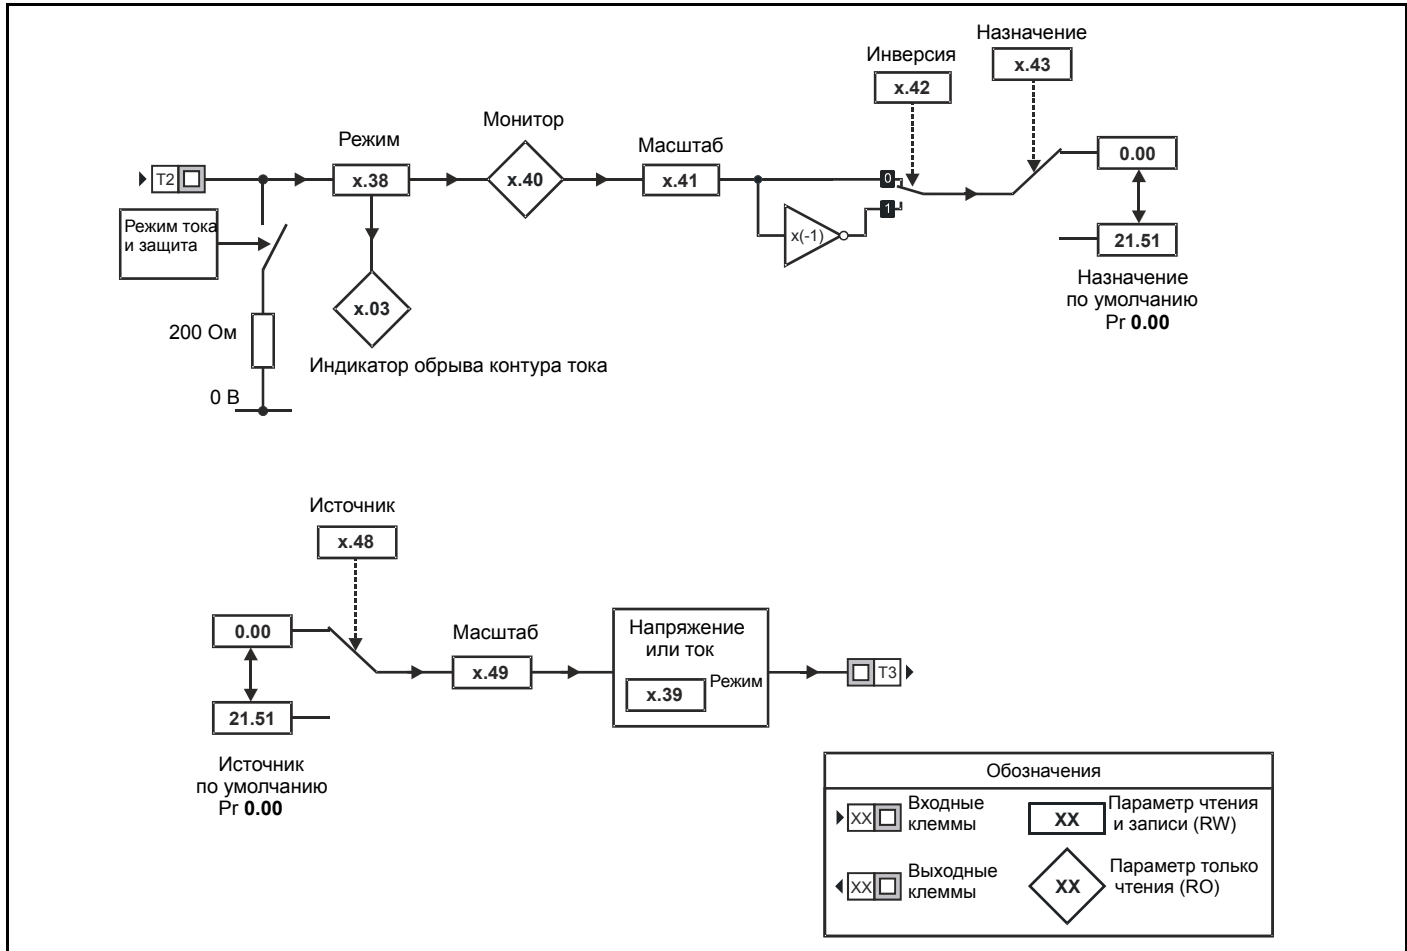 Назначение
Инверсия
x.43
x.42
Монитор
Режим
Масштаб
0.00
T2
x.38
x.40
x.41
0
1
Режим тока
и защита
x(-1)
21.51
Назначение
по умолчанию
Pr 0.00
x.03
200 Ом
Индикатор обрыва контура тока
0 В
Источник
x.48
0.00
Масштаб
Напряжение
или ток
x.49
T3
Режим
x.39
21.51
Источник
по умолчанию
Pr 0.00
Обозначения
XX
Входные
клеммы
XX
Параметр чтения
и записи (RW)
XX
Выходные
клеммы
XX
Параметр только
чтения (RO)